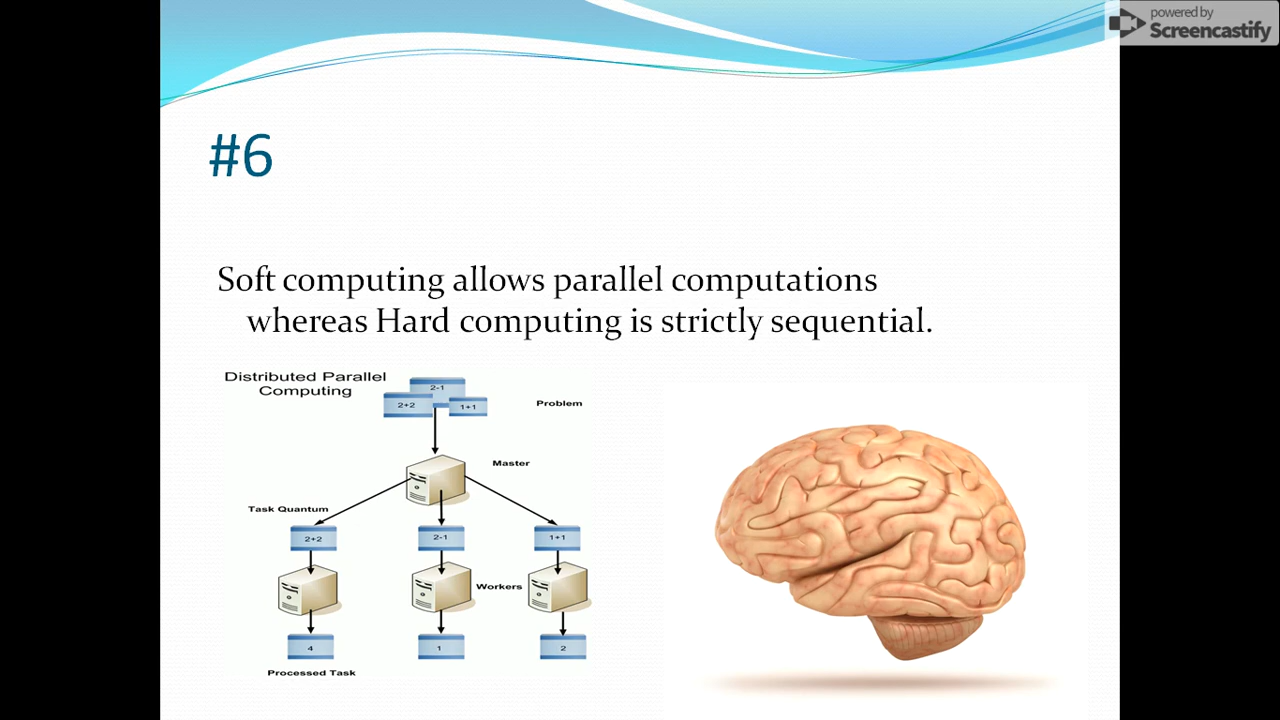 powered by
Screencastify
#6
Soft computing allows parallel computations
whereas Hard computing is strictly sequential.
Distributed Parallel
Computing
2-1
2+2
1+1
Problem
Master
Task Quantum
2+2
2-1
1+1
Workers
4
1
2
Processed Task